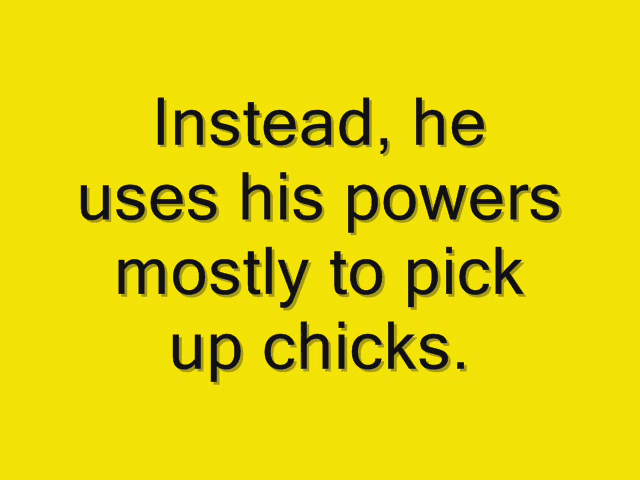 Instead, he
uses his powers
mostly to pick
up chicks.